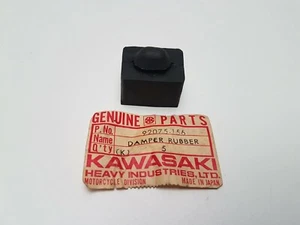 GENUINE PARTS
P. No. 92075-156
Name DAMPER RUBBER
Q'ty (K) 5
KAWASAKI
HEAVY INDUSTRIES, LTD.
MOTORCYCLE DIVISION MADE IN JAPAN